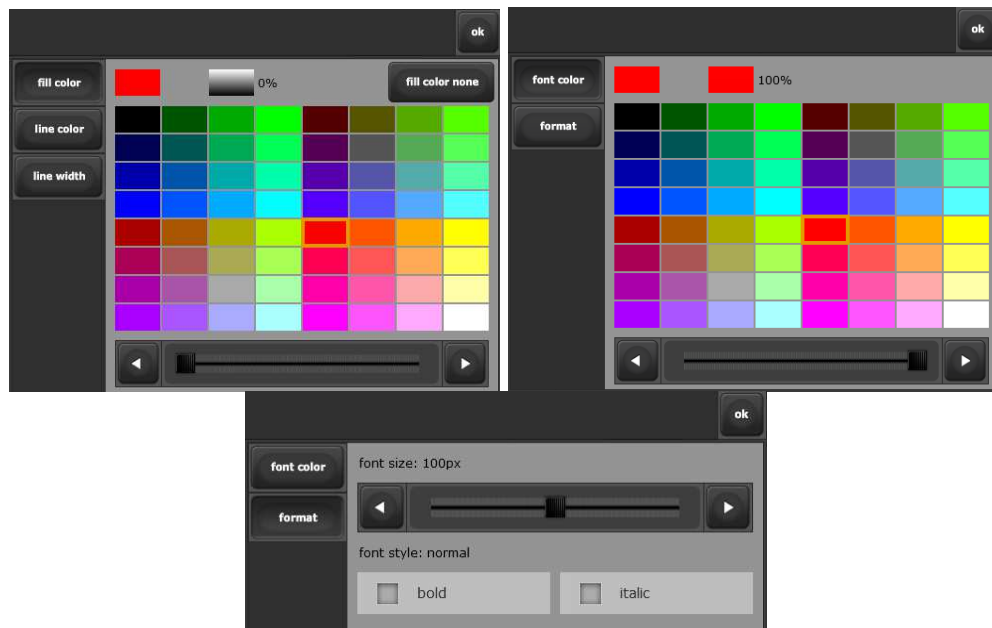 ok
fill color
0%
fill color none
line color
line width
ok
font color
100%
format
ok
font color
font size: 100px
format
font style: normal
bold
italic